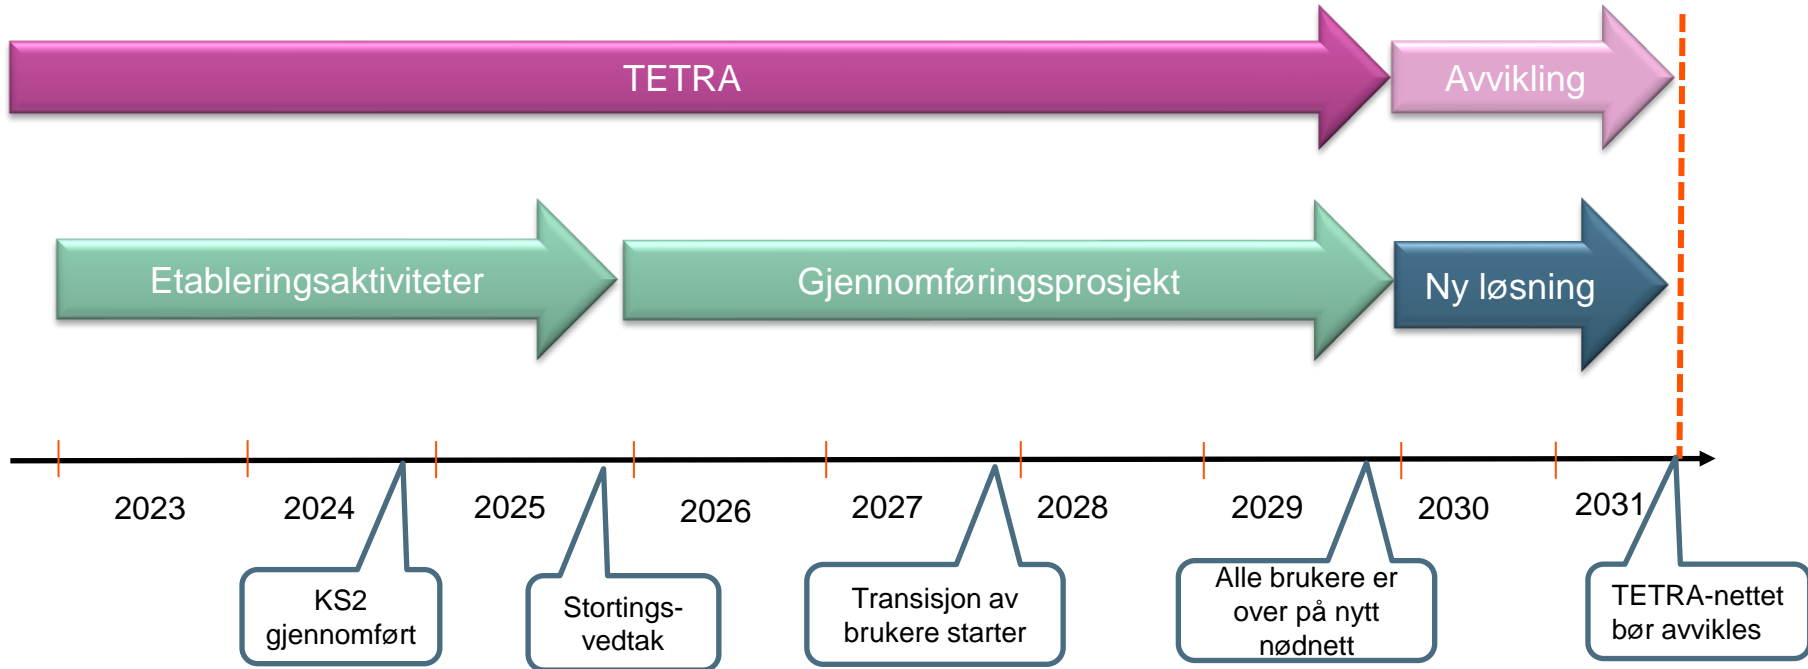 TETRA
Avvikling
Etableringsaktiviteter
Gjennomføringsprosjekt
Ny løsning
2023
2024
2025
2026
2027
2028
2029
2030
2031
KS2
gjennomført
Stortings-
vedtak
Transisjon av
brukere starter
Alle brukere er
over på nytt
nødnett
TETRA-nettet
bør avvikles